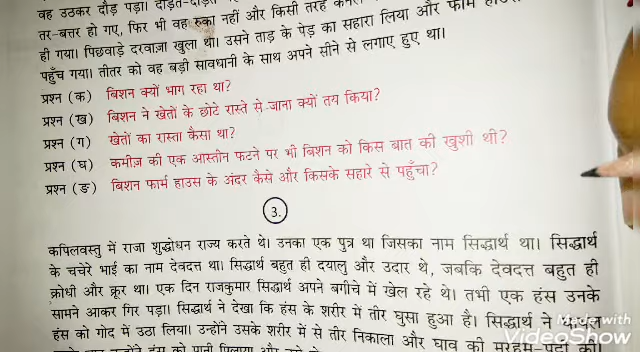 वह उठकर दौड़ पड़ा। दौड़ते-दौड़ते
तर-बत्तर हो गए, फिर भी वह रुका नहीं और किसी तरह
ही गया। पिछवाड़े दरवाज़ा खुला था। उसने ताड़ के पेड़ का सहारा लिया और फार्म
पहुँच गया। तीतर को वह बड़ी सावधानी के साथ अपने सीने से लगाए हुए था।
प्रश्न (क) बिशन क्यों भाग रहा था?
प्रश्न (ख) बिशन ने खेतों के छोटे रास्ते से जाना क्यों तय किया?
प्रश्न (ग) खेतों का रास्ता कैसा था?
प्रश्न (घ) कमीज़ की एक आस्तीन फटने पर भी बिशन को किस बात की खुशी थी?
प्रश्न (ङ) बिशन फार्म हाउस के अंदर कैसे और किसके सहारे से पहुँचा?
3.
कपिलवस्तु में राजा शुद्धोधन राज्य करते थे। उनका एक पुत्र था जिसका नाम सिद्धार्थ था। सिद्धार्थ
के चचेरे भाई का नाम देवदत्त था। सिद्धार्थ बहुत ही दयालु और उदार थे, जबकि देवदत्त बहुत ही
क्रोधी और क्रूर था। एक दिन राजकुमार सिद्धार्थ अपने बगीचे में खेल रहे थे। तभी एक हंस उनके
सामने आकर गिर पड़ा। सिद्धार्थ ने देखा कि हंस के शरीर में तीर घुसा हुआ है। सिद्धार्थ ने
हंस को गोद में उठा लिया। उन्होंने उसके शरीर में से तीर निकाला और घाव की मरहम-पट्टी की।
Made with
VideoShow